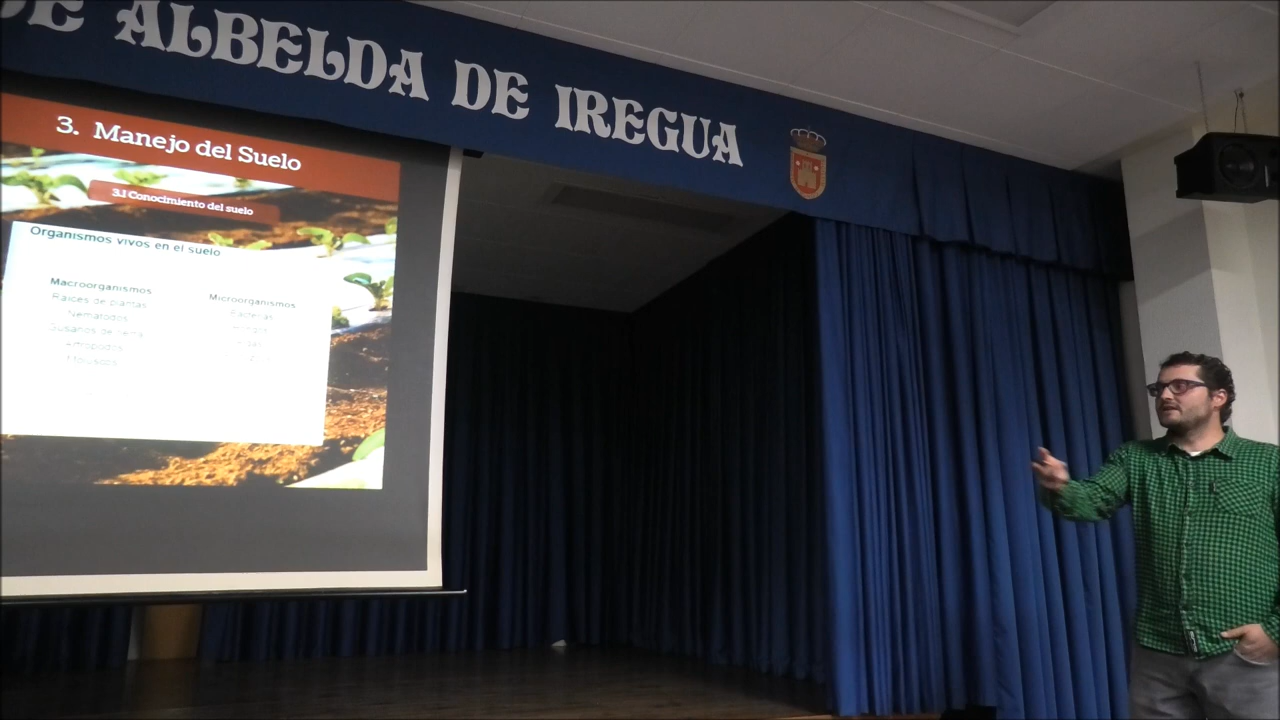 DE ALBELDA DE IREGUA
3. Manejo del Suelo
3.1 Conocimiento del suelo
Organismos vivos en el suelo
Macroorganismos
Raíces de plantas
Nematodos
Gusanos de tierra
Artrópodos
Moluscos
Microorganismos
Bacterias